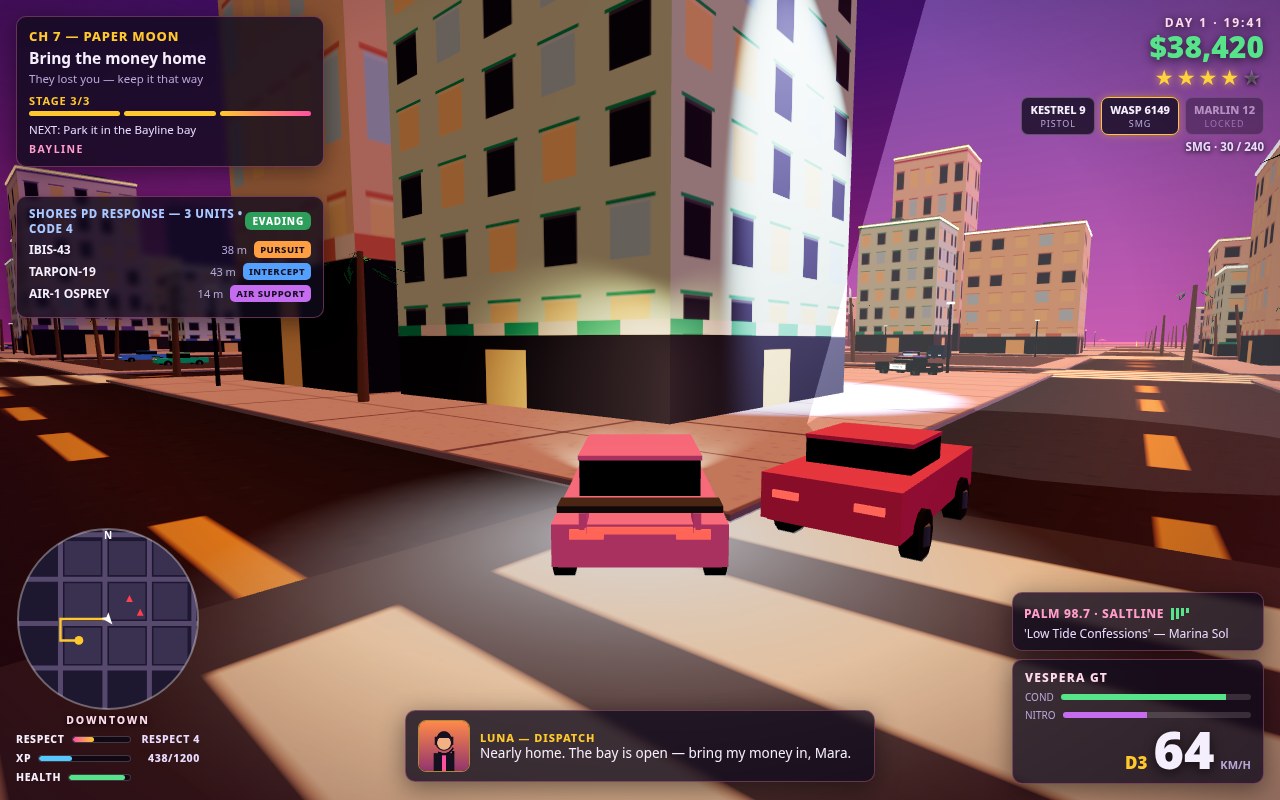 CH 7 — PAPER MOON
Bring the money home
They lost you — keep it that way
STAGE 3/3
NEXT: Park it in the Bayline bay
BAYLINE
SHORES PD RESPONSE — 3 UNITS •
CODE 4
EVADING
IBIS-43 38 m PURSUIT
TARPON-19 43 m INTERCEPT
AIR-1 OSPREY 14 m AIR SUPPORT
DAY 1 · 19:41
$38,420
KESTREL 9
PISTOL
WASP 6149
SMG
MARLIN 12
LOCKED
SMG · 30 / 240
N
DOWNTOWN
RESPECT RESPECT 4
XP 438/1200
HEALTH
LUNA — DISPATCH
Nearly home. The bay is open — bring my money in, Mara.
PALM 98.7 · SALTLINE
'Low Tide Confessions' — Marina Sol
VESPERA GT
COND
NITRO
D3 64 KM/H